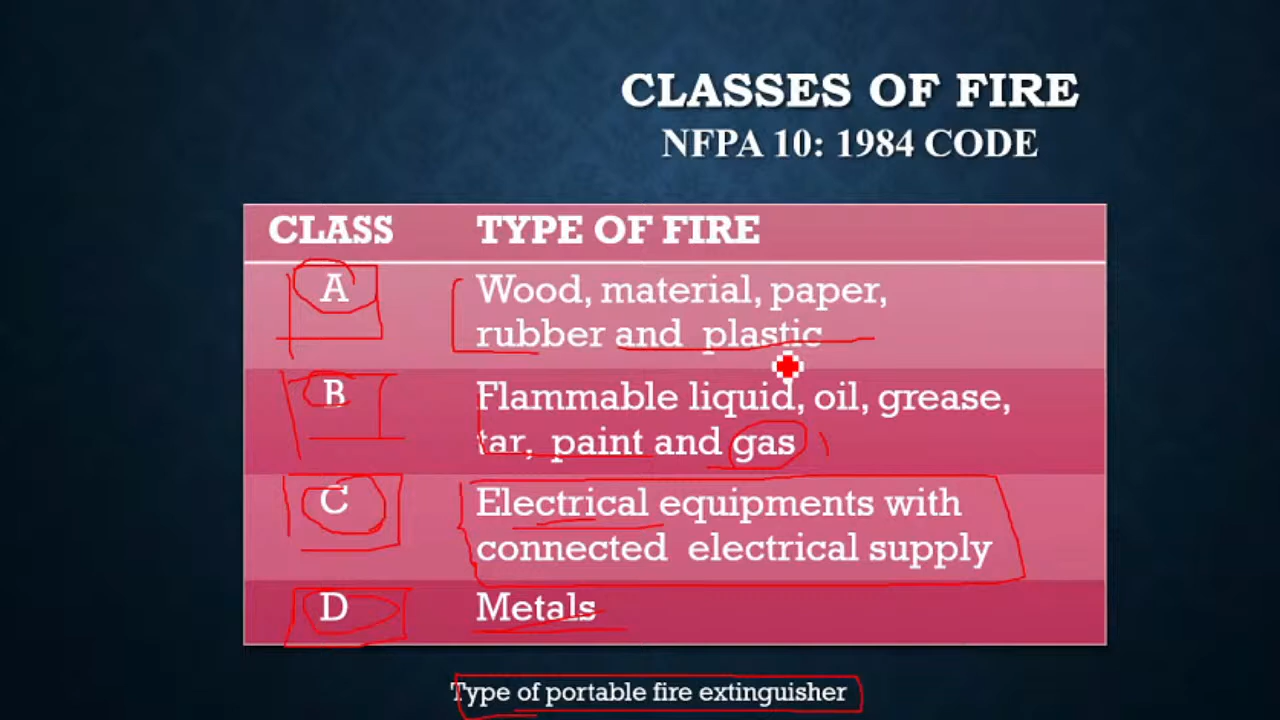 CLASSES OF FIRE
NFPA 10: 1984 CODE
CLASS TYPE OF FIRE
A Wood, material, paper,
rubber and plastic
B Flammable liquid, oil, grease,
tar, paint and gas
C Electrical equipments with
connected electrical supply
D Metals
Type of portable fire extinguisher